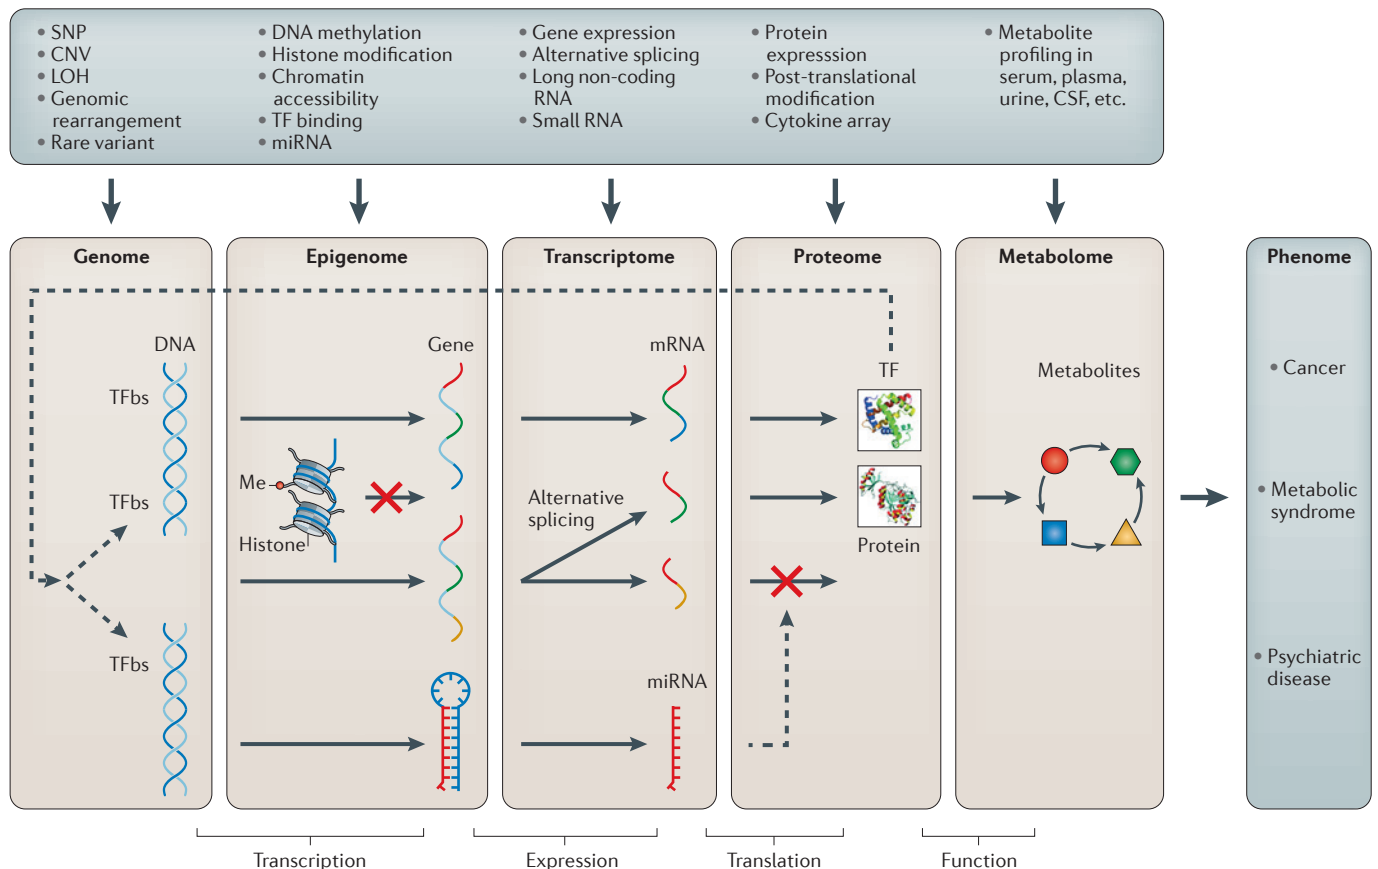 • SNP
• CNV
• LOH
• Genomic
rearrangement
• Rare variant
• DNA methylation
• Histone modification
• Chromatin
accessibility
• TF binding
• miRNA
• Gene expression
• Alternative splicing
• Long non-coding
RNA
• Small RNA
• Protein
expresssion
• Post-translational
modification
• Cytokine array
• Metabolite
profiling in
serum, plasma,
urine, CSF, etc.
Genome
Epigenome
Transcriptome
Proteome
Metabolome
Phenome
DNA
TFbs
TFbs
TFbs
Gene
Me
Histone
mRNA
Alternative
splicing
miRNA
TF
Protein
Metabolites
• Cancer
• Metabolic
syndrome
• Psychiatric
disease
Transcription
Expression
Translation
Function